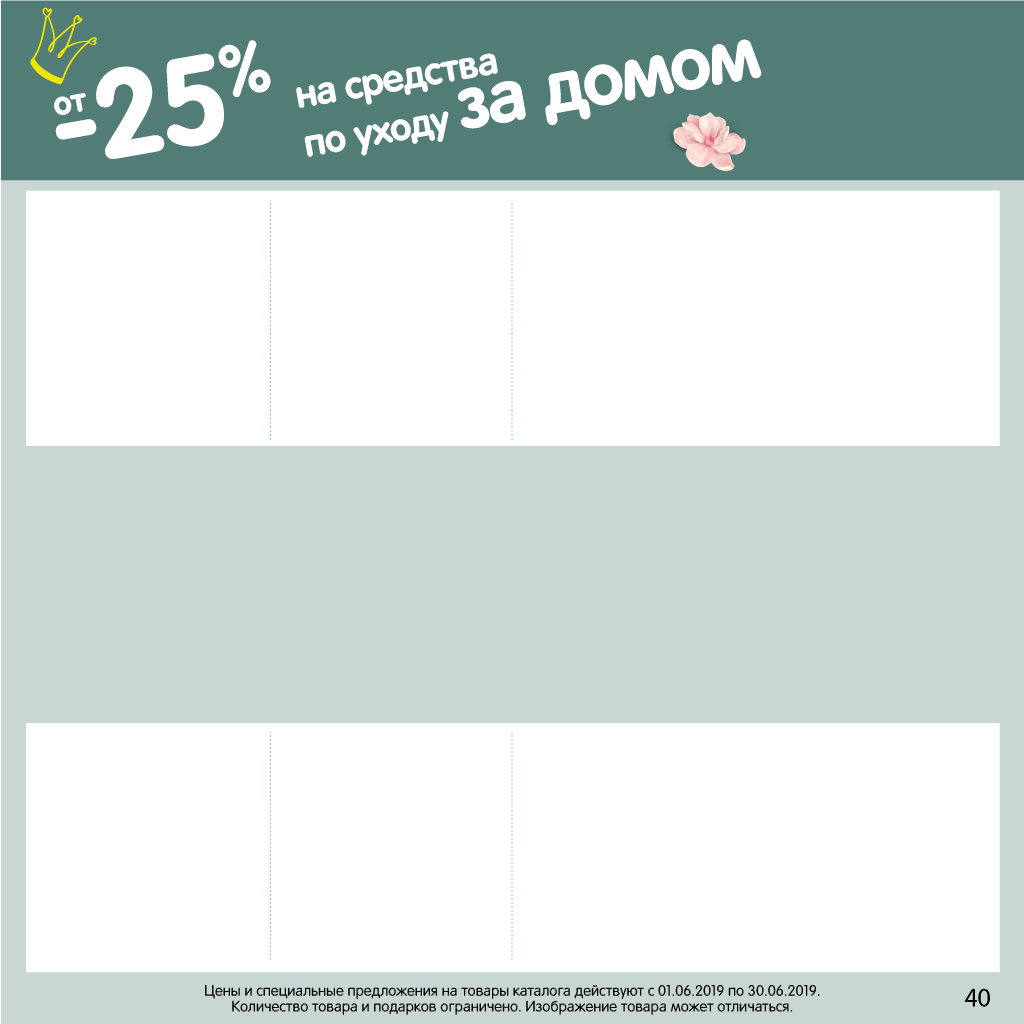 от
-25%
на средства
по уходу за домом
Цены и специальные предложения на товары каталога действуют с 01.06.2019 по 30.06.2019.
Количество товара и подарков ограничено. Изображение товара может отличаться.
40